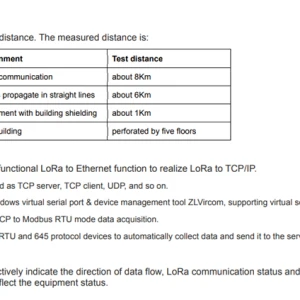 distance. The measured distance is:
nment Test distance
communication about 8Km
propagate in straight lines about 6Km
ment with building shielding about 1Km
uilding perforated by five floors
functional LoRa to Ethernet function to realize LoRa to TCP/IP.
d as TCP server, TCP client, UDP, and so on.
dows virtual serial port & device management tool ZLVircom, supporting virtual se
CP to Modbus RTU mode data acquisition.
RTU and 645 protocol devices to automatically collect data and send it to the serv
ctively indicate the direction of data flow, LoRa communication status and
flect the equipment status.